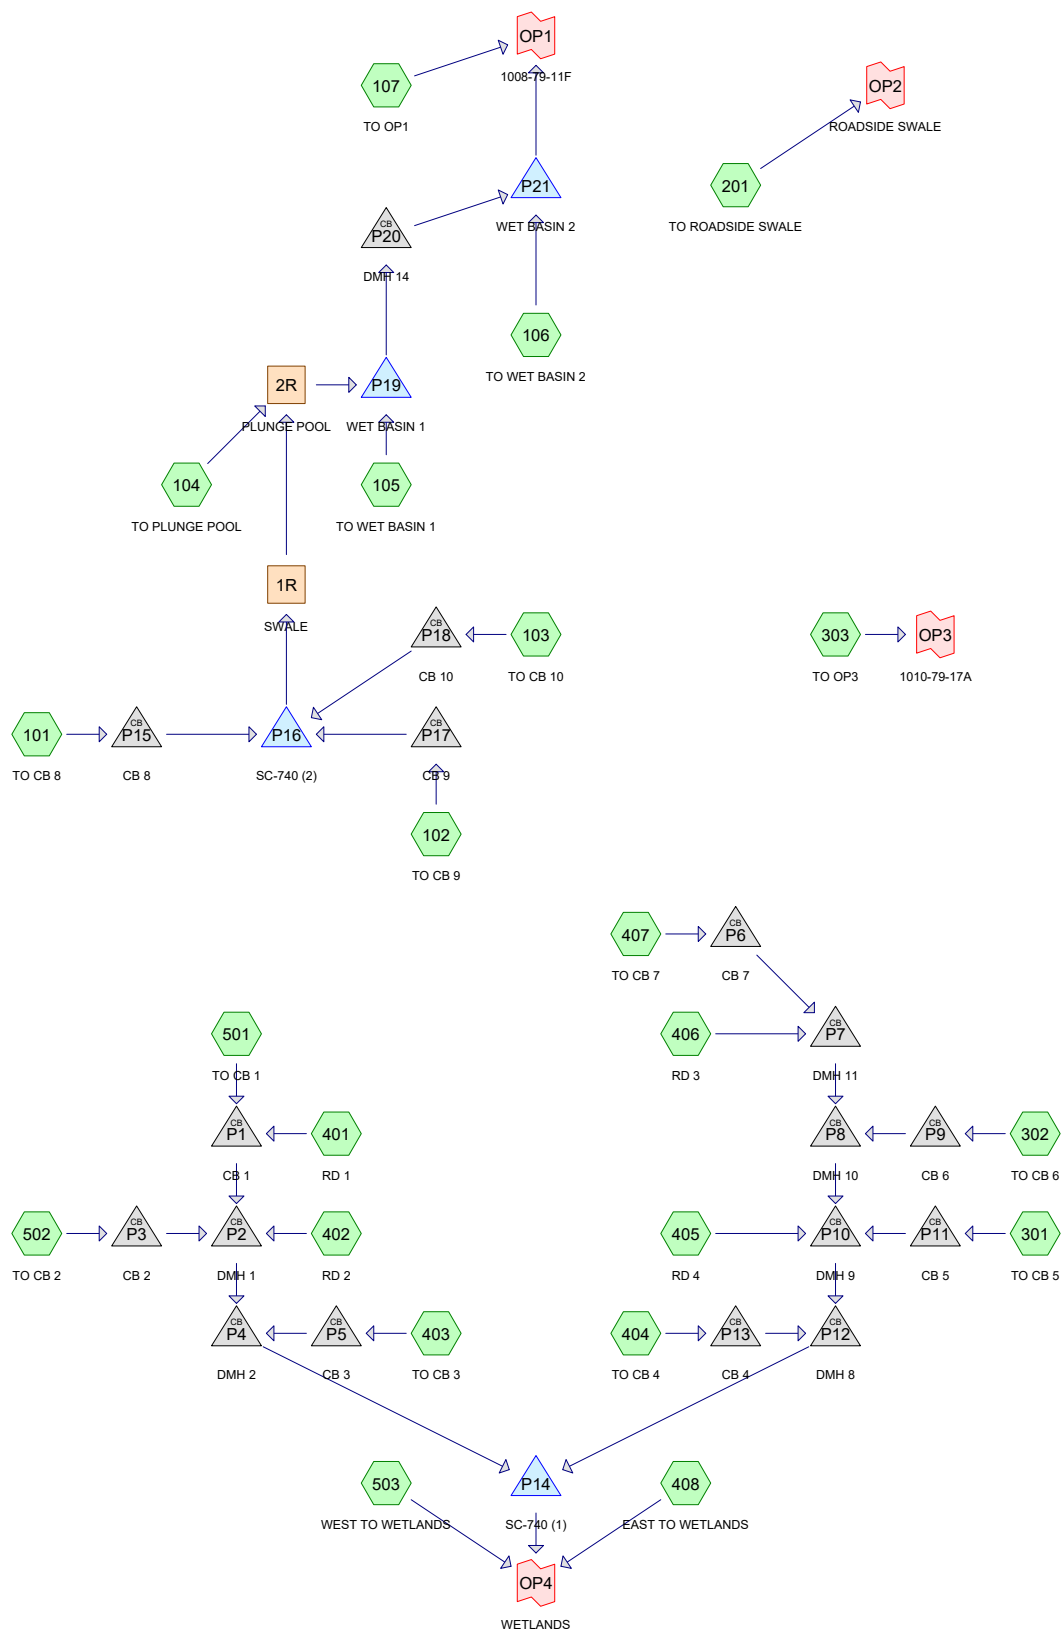 OP1
1008-79-11F
107
TO OP1
OP2
ROADSIDE SWALE
201
TO ROADSIDE SWALE
P21
WET BASIN 2
CB
P20
DMH 14
106
TO WET BASIN 2
2R
PLUNGE POOL
P19
WET BASIN 1
104
TO PLUNGE POOL
105
TO WET BASIN 1
1R
SWALE
CB
P18
CB 10
103
TO CB 10
303
TO OP3
OP3
1010-79-17A
101
TO CB 8
CB
P15
CB 8
P16
SC-740 (2)
CB
P17
CB 9
102
TO CB 9
407
TO CB 7
CB
P6
CB 7
501
TO CB 1
406
RD 3
CB
P7
DMH 11
CB
P1
CB 1
401
RD 1
CB
P8
DMH 10
CB
P9
CB 6
302
TO CB 6
502
TO CB 2
CB
P3
CB 2
CB
P2
DMH 1
402
RD 2
405
RD 4
CB
P10
DMH 9
CB
P11
CB 5
301
TO CB 5
CB
P4
DMH 2
CB
P5
CB 3
403
TO CB 3
404
TO CB 4
CB
P13
CB 4
CB
P12
DMH 8
503
WEST TO WETLANDS
P14
SC-740 (1)
408
EAST TO WETLANDS
OP4
WETLANDS